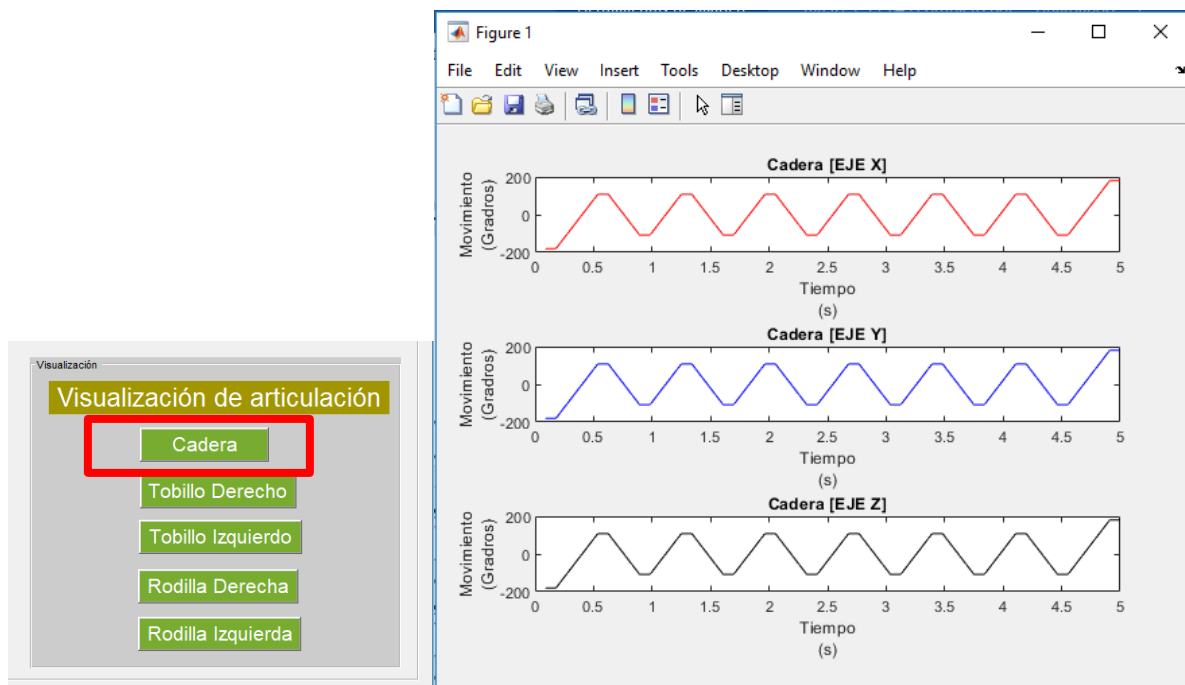 Visualización
Visualización de articulación
Cadera
Tobillo Derecho
Tobillo Izquierdo
Rodilla Derecha
Rodilla Izquierda
Figure 1
File Edit View Insert Tools Desktop Window Help
Cadera [EJE X]
Movimiento
(Gradros)
200
0
-200
0 0.5 1 1.5 2 2.5 3 3.5 4 4.5 5
Tiempo
(s)
Cadera [EJE Y]
Movimiento
(Gradros)
200
0
-200
0 0.5 1 1.5 2 2.5 3 3.5 4 4.5 5
Tiempo
(s)
Cadera [EJE Z]
Movimiento
(Gradros)
200
0
-200
0 0.5 1 1.5 2 2.5 3 3.5 4 4.5 5
Tiempo
(s)